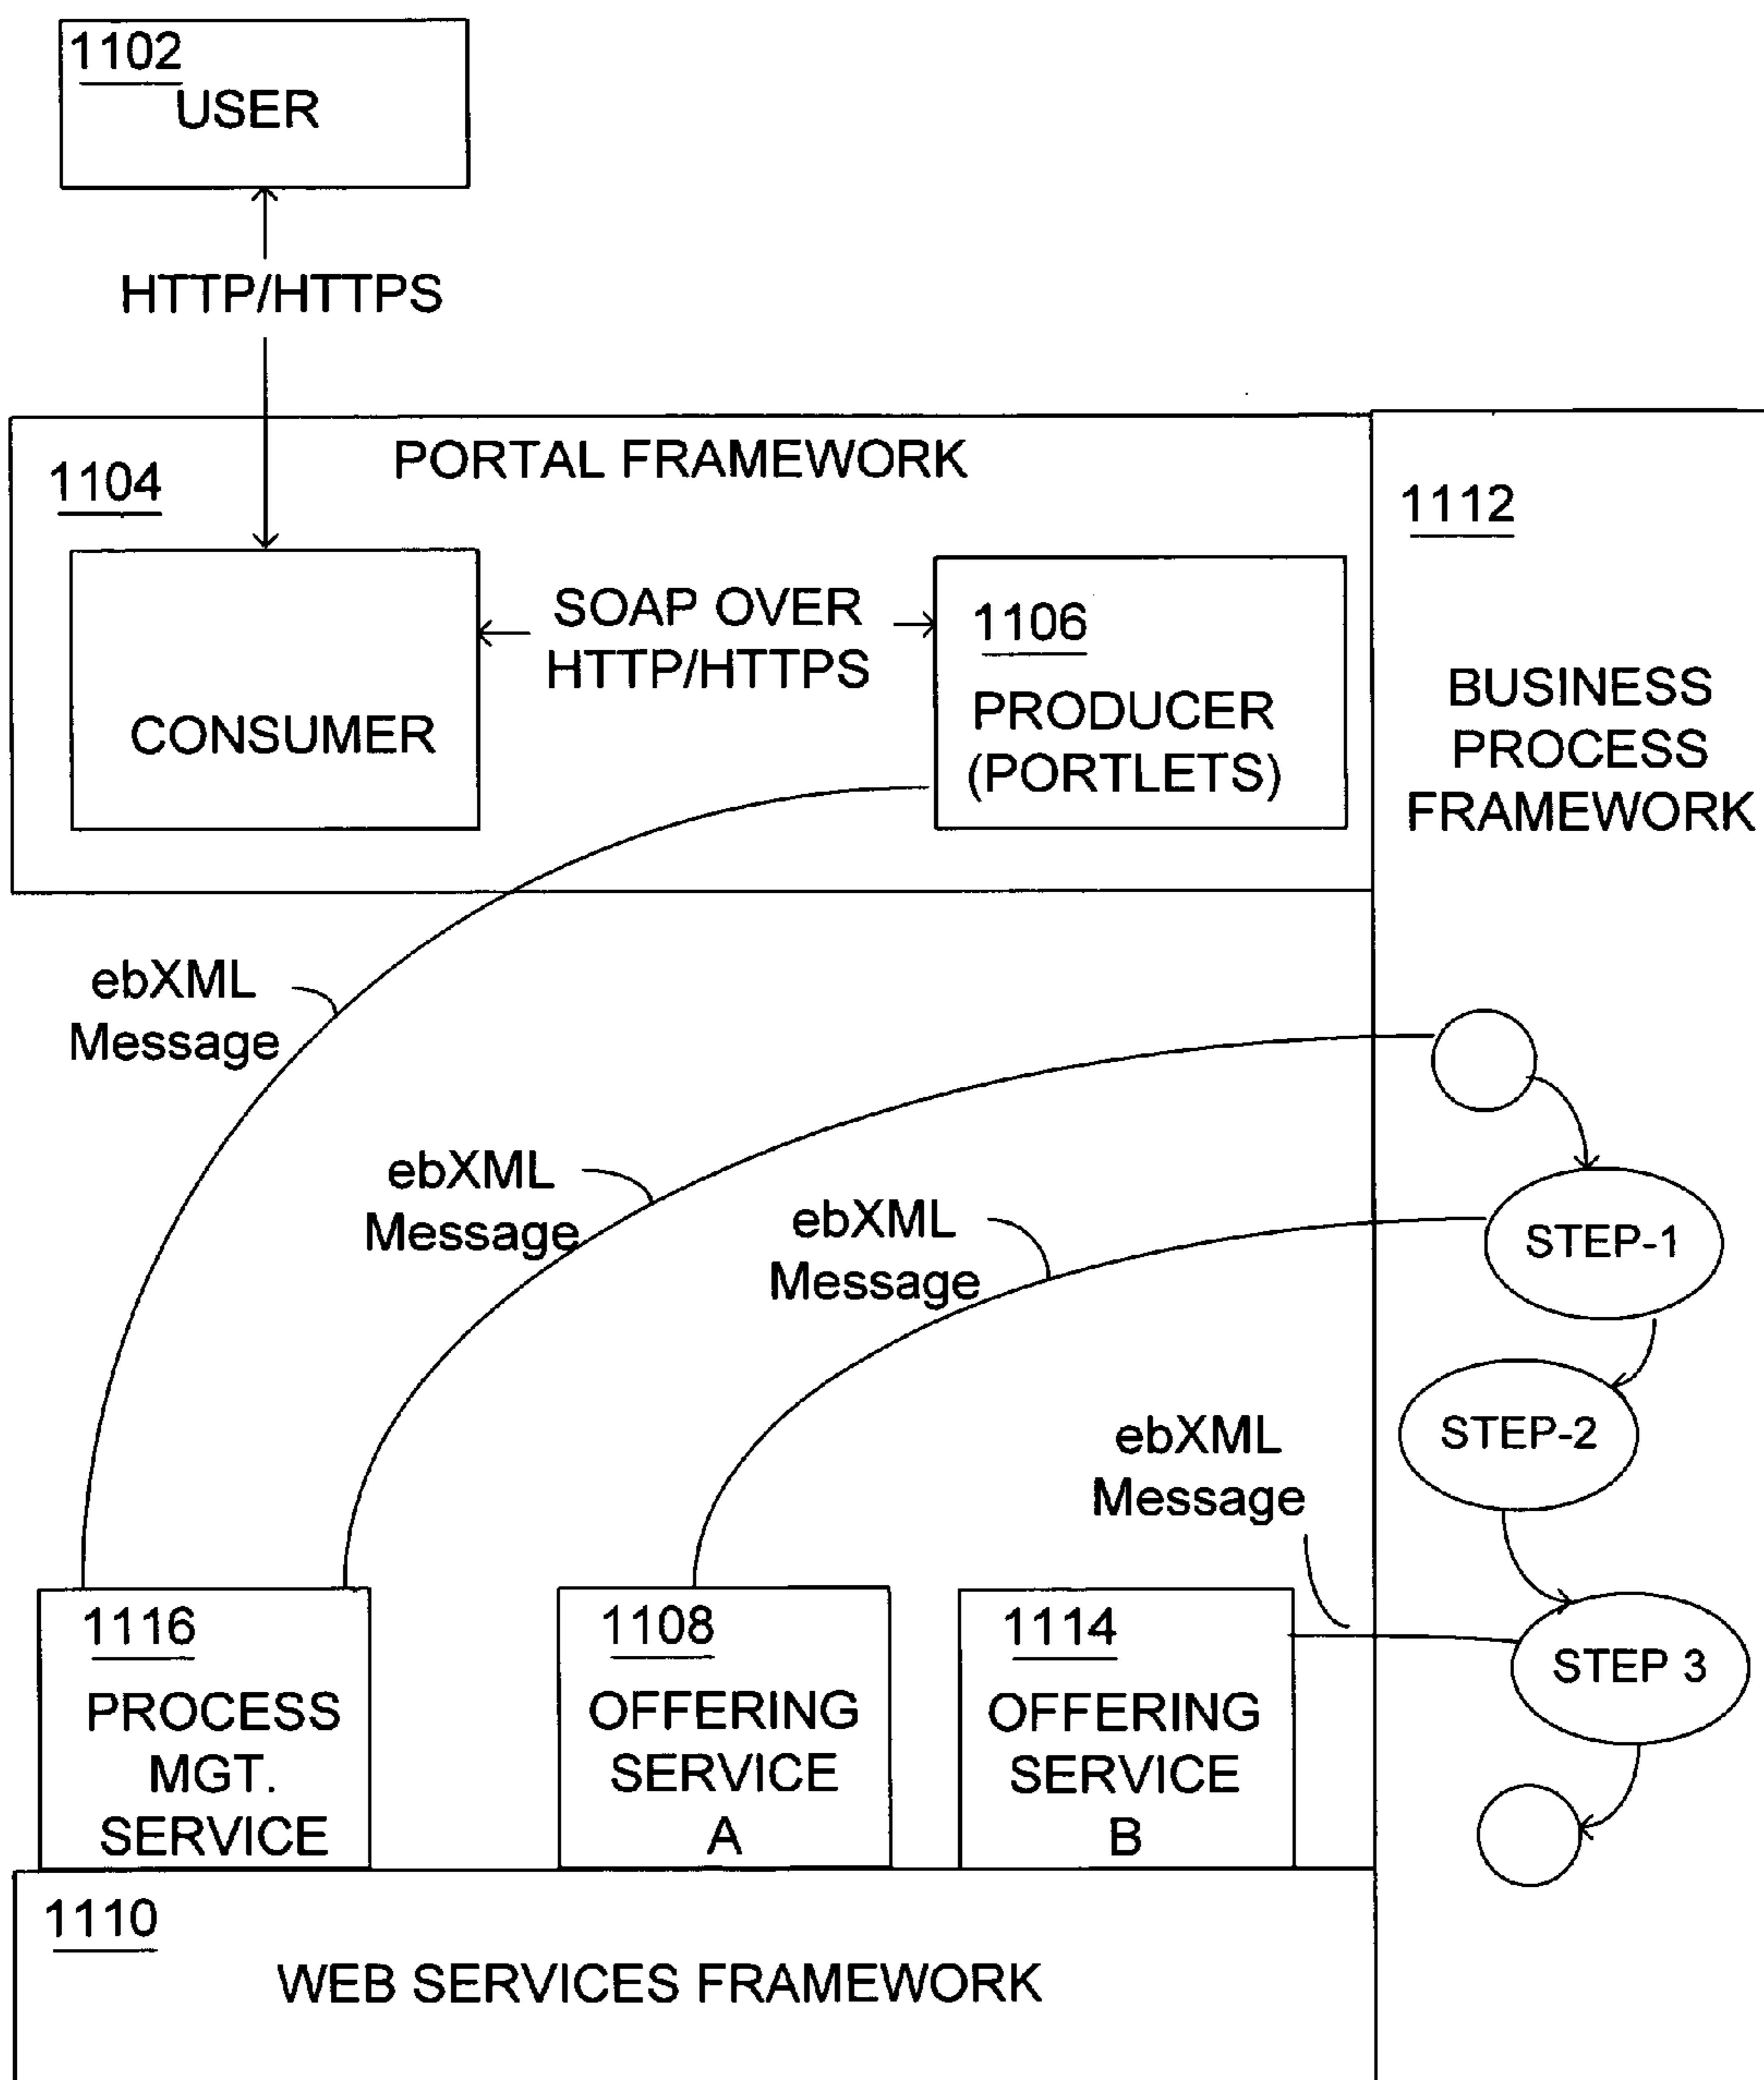 1102
USER
HTTP/HTTPS
PORTAL FRAMEWORK
1104
CONSUMER
SOAP OVER
HTTP/HTTPS
1106
PRODUCER
(PORTLETS)
1112
BUSINESS
PROCESS
FRAMEWORK
ebXML
Message
ebXML
Message
ebXML
Message
STEP-1
STEP-2
ebXML
Message
STEP 3
1116
PROCESS
MGT.
SERVICE
1108
OFFERING
SERVICE
A
1114
OFFERING
SERVICE
B
1110
WEB SERVICES FRAMEWORK